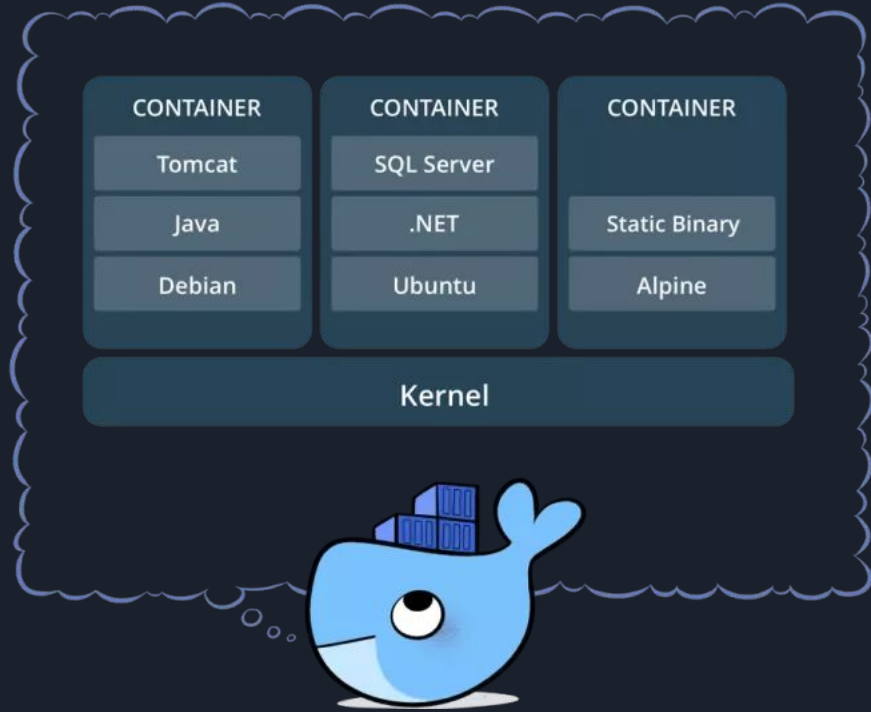 CONTAINER
Tomcat
Java
Debian
CONTAINER
SQL Server
.NET
Ubuntu
CONTAINER
Static Binary
Alpine
Kernel